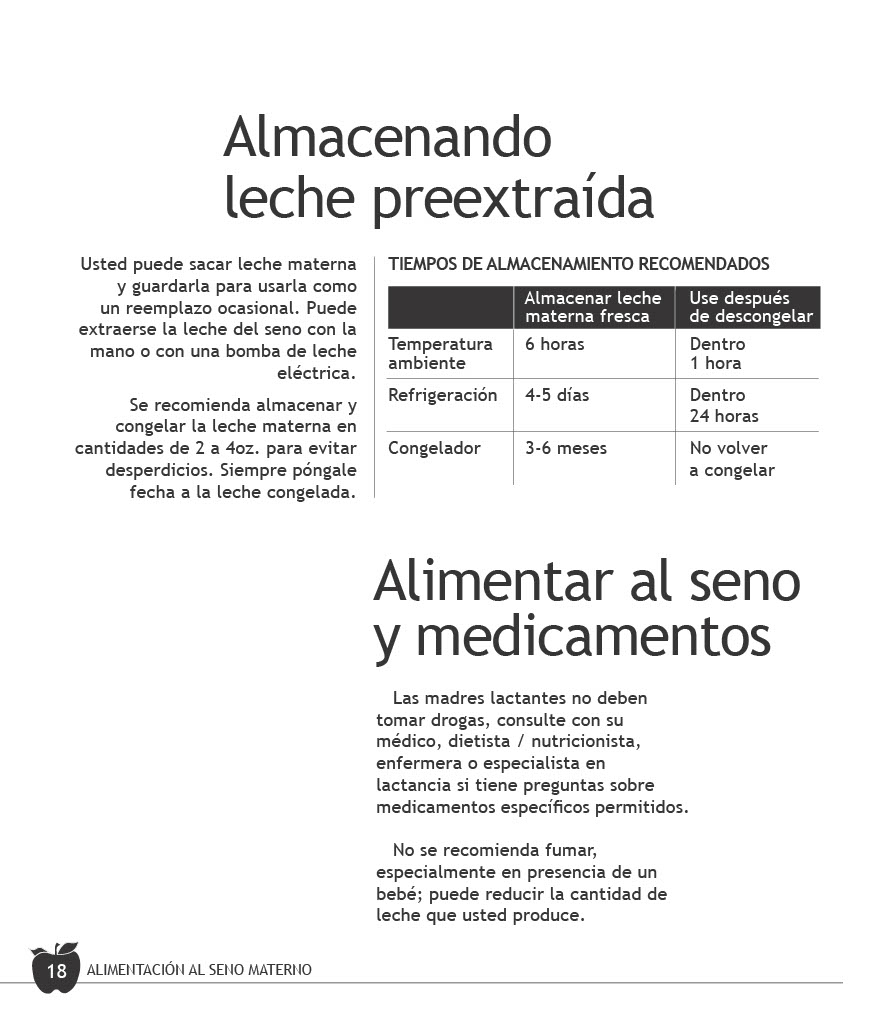 Almacenando
leche preextraída
Usted puede sacar leche materna
y guardarla para usarla como
un reemplazo ocasional. Puede
extraerse la leche del seno con la
mano o con una bomba de leche
eléctrica.
Se recomienda almacenar y
congelar la leche materna en
cantidades de 2 a 4oz. para evitar
desperdicios. Siempre póngale
fecha a la leche congelada.
TIEMPOS DE ALMACENAMIENTO RECOMENDADOS
Almacenar leche materna fresca
Use después de descongelar
Temperatura ambiente
6 horas
Dentro 1 hora
Refrigeración
4-5 días
Dentro 24 horas
Congelador
3-6 meses
No volver a congelar
Alimentar al seno
y medicamentos
Las madres lactantes no deben
tomar drogas, consulte con su
médico, dietista / nutricionista,
enfermera o especialista en
lactancia si tiene preguntas sobre
medicamentos específicos permitidos.
No se recomienda fumar,
especialmente en presencia de un
bebé; puede reducir la cantidad de
leche que usted produce.
18 ALIMENTACIÓN AL SENO MATERNO